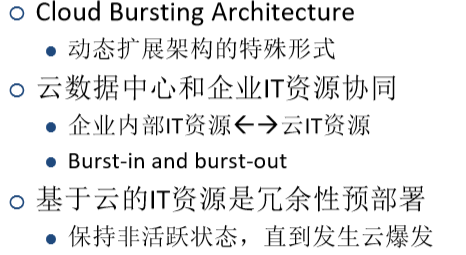 Cloud Bursting Architecture
动态扩展架构的特殊形式
云数据中心和企业IT资源协同
企业内部IT资源←→云IT资源
Burst-in and burst-out
基于云的IT资源是冗余性预部署
保持非活跃状态，直到发生云爆发